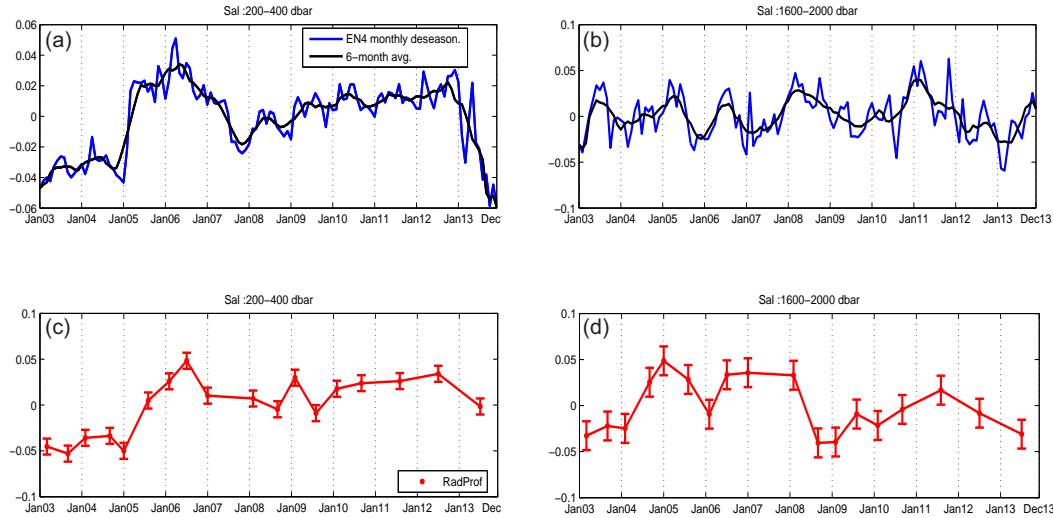 Sal :200−400 dbar
(a)
EN4 monthly deseason.
6−month avg.
0.06
0.04
0.02
0
−0.02
−0.04
−0.06
Jan03 Jan04 Jan05 Jan06 Jan07 Jan08 Jan09 Jan10 Jan11 Jan12 Jan13 Dec
Sal :1600−2000 dbar
(b)
0.1
0.05
0
−0.05
−0.1
Jan03 Jan04 Jan05 Jan06 Jan07 Jan08 Jan09 Jan10 Jan11 Jan12 Jan13 Dec13
Sal :200−400 dbar
(c)
0.1
0.05
0
−0.05
−0.1
RadProf
Jan03 Jan04 Jan05 Jan06 Jan07 Jan08 Jan09 Jan10 Jan11 Jan12 Jan13 Dec
Sal :1600−2000 dbar
(d)
0.1
0.05
0
−0.05
−0.1
Jan03 Jan04 Jan05 Jan06 Jan07 Jan08 Jan09 Jan10 Jan11 Jan12 Jan13 Dec13